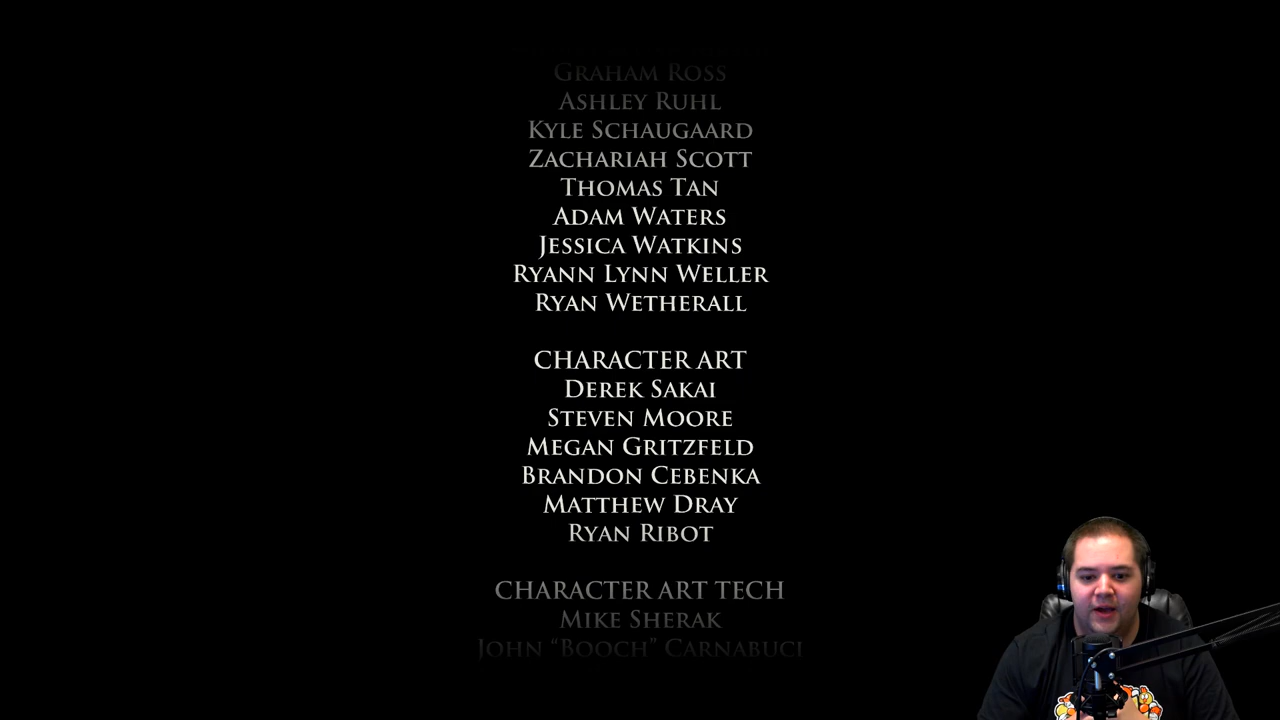 GRAHAM ROSS
ASHLEY RUHL
KYLE SCHAUGAARD
ZACHARIAH SCOTT
THOMAS TAN
ADAM WATERS
JESSICA WATKINS
RYANN LYNN WELLER
RYAN WETHERALL
CHARACTER ART
DEREK SAKAI
STEVEN MOORE
MEGAN GRITZFELD
BRANDON CEBENKA
MATTHEW DRAY
RYAN RIBOT
CHARACTER ART TECH
MIKE SHERAK
JOHN “BOOCH” CARNABUCI